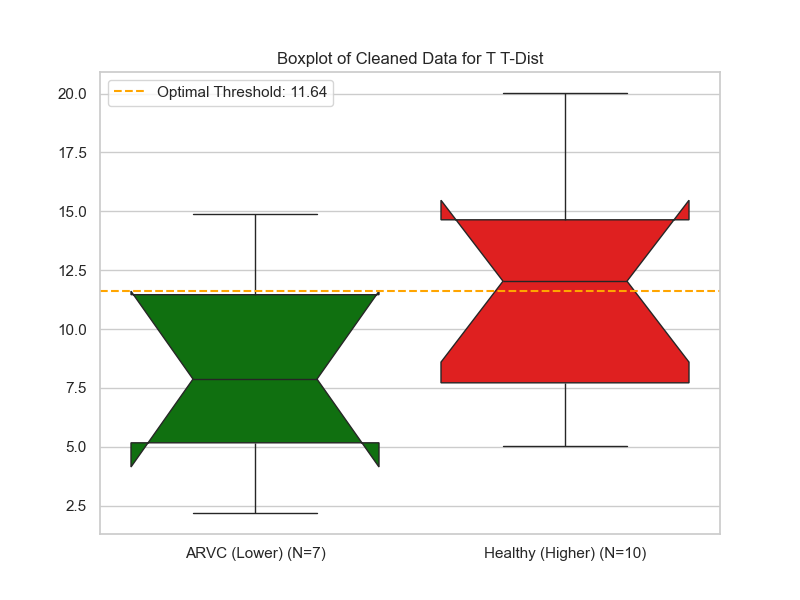 Boxplot of Cleaned Data for T T-Dist
Optimal Threshold: 11.64
20.0
17.5
15.0
12.5
10.0
7.5
5.0
2.5
ARVC (Lower) (N=7)
Healthy (Higher) (N=10)